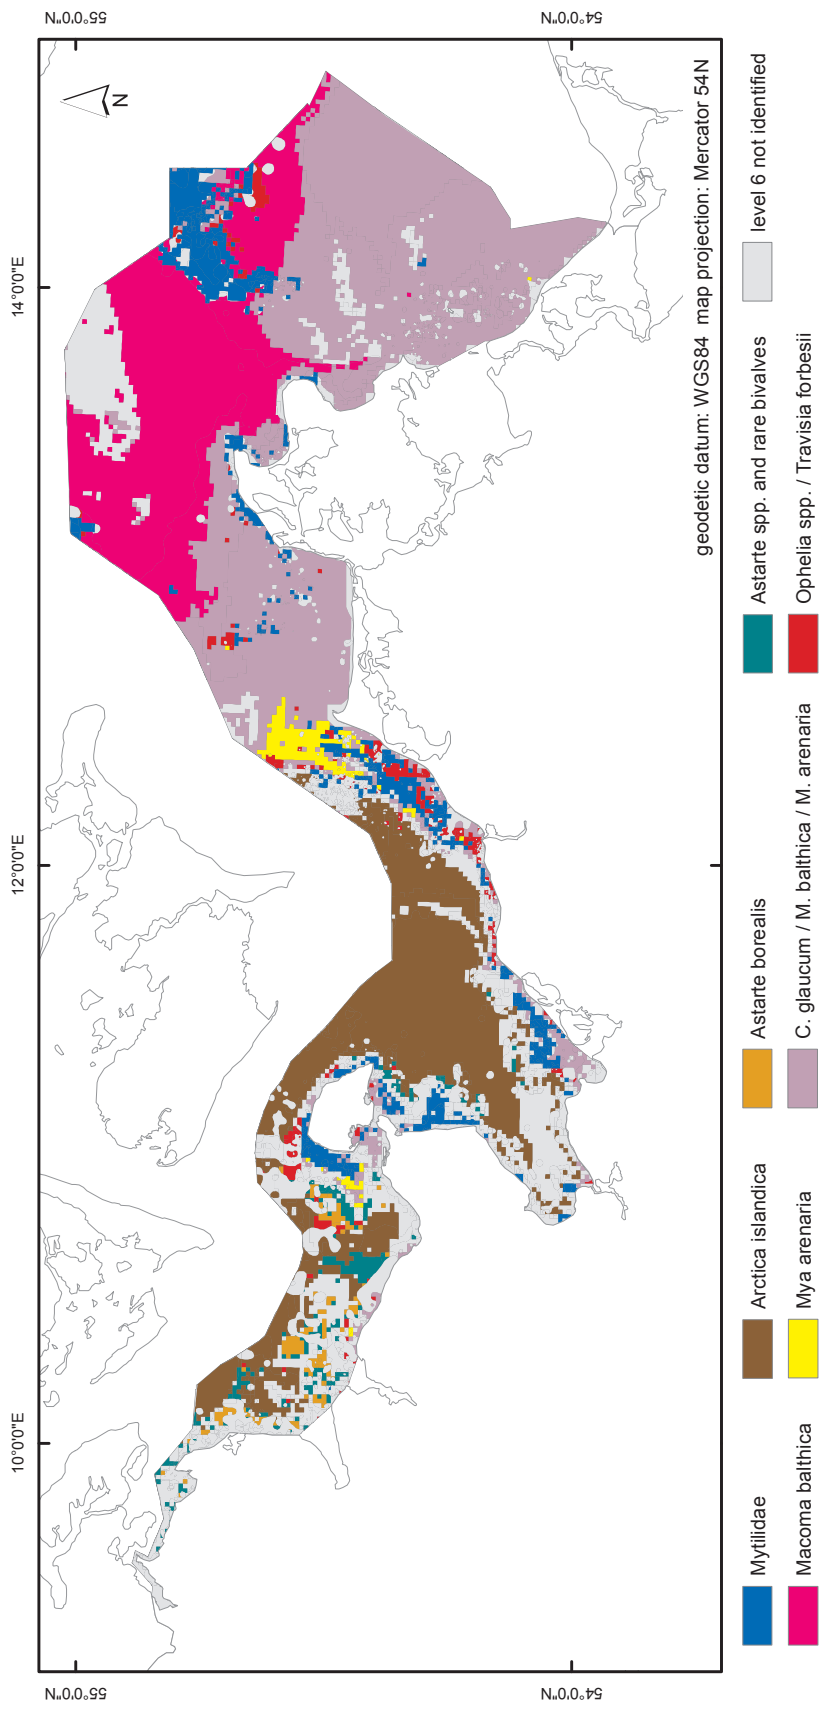 10°0'0"E
12°0'0"E
14°0'0"E
55°0'0"N
55°0'0"N
54°0'0"N
54°0'0"N
N
geodetic datum: WGS84 map projection: Mercator 54N
Mytilidae
Arctica islandica
Astarte borealis
Astarte spp. and rare bivalves
level 6 not identified
Macoma balthica
Mya arenaria
C. glaucum / M. balthica / M. arenaria
Ophelia spp. / Travisia forbesii